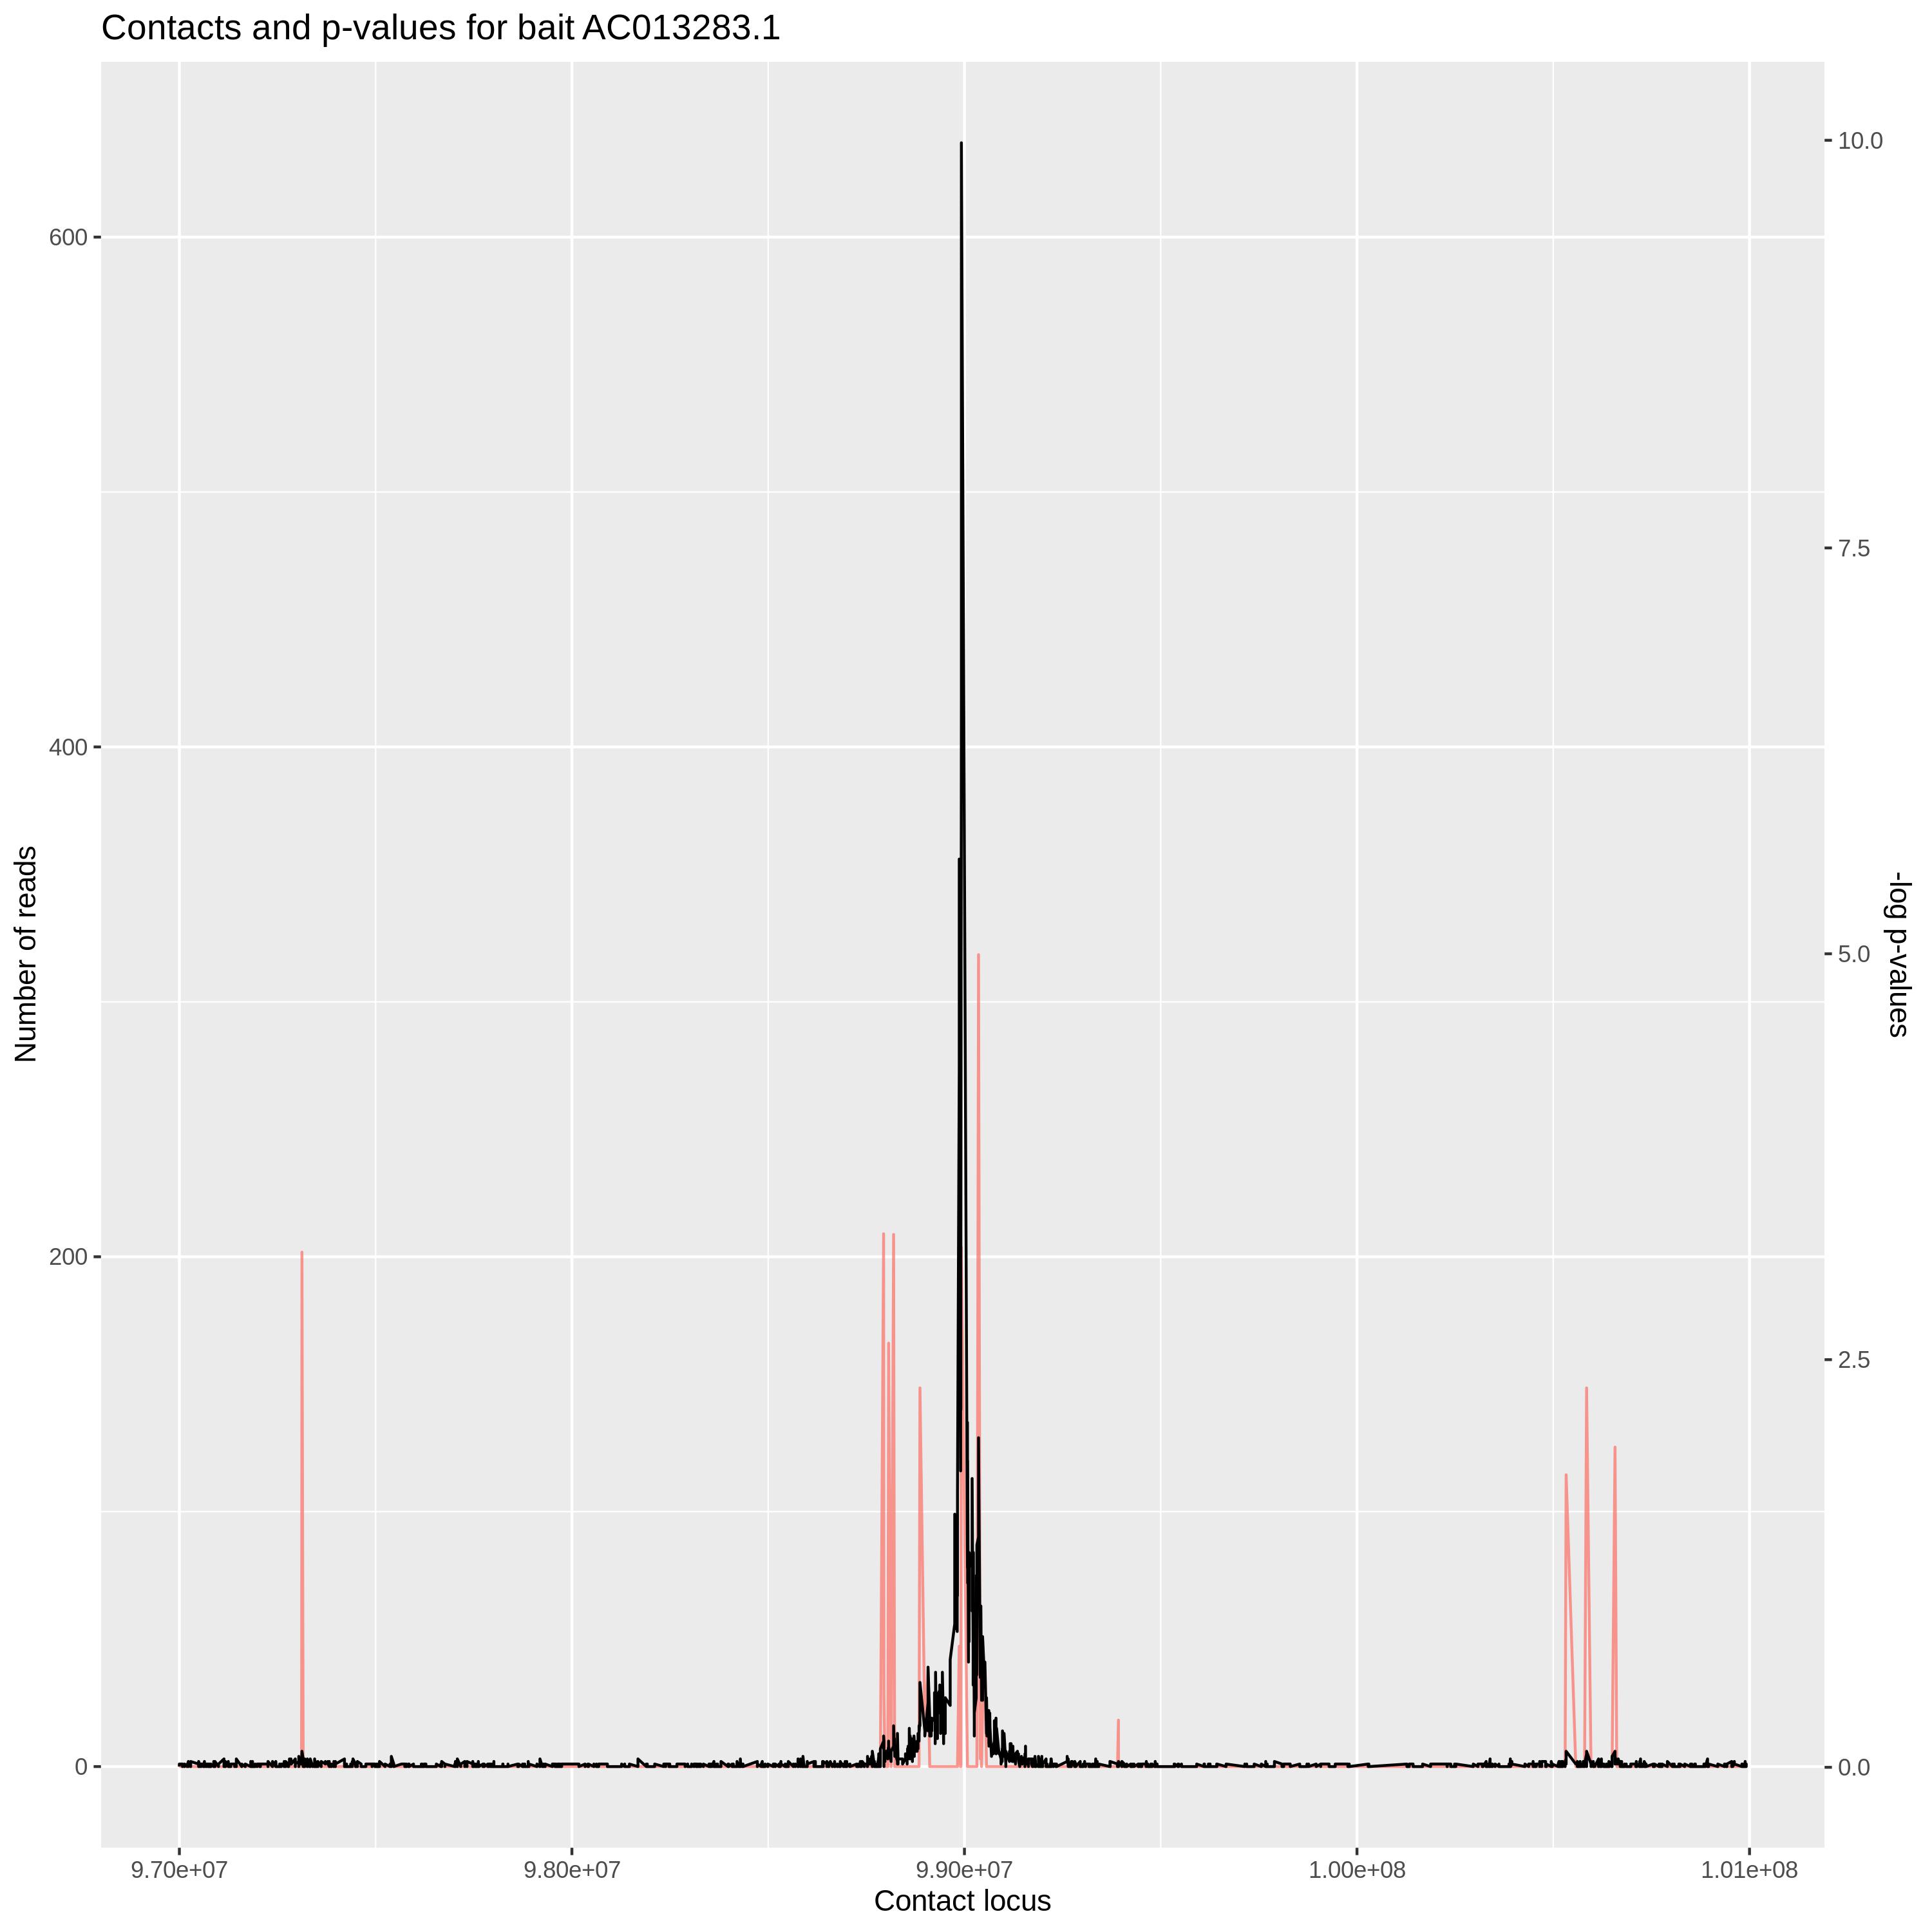 Contacts and p-values for bait AC013283.1
Number of reads
600
400
200
0
10.0
7.5
5.0
2.5
0.0
-log p-values
9.70e+07 9.80e+07 9.90e+07 1.00e+08 1.01e+08
Contact locus